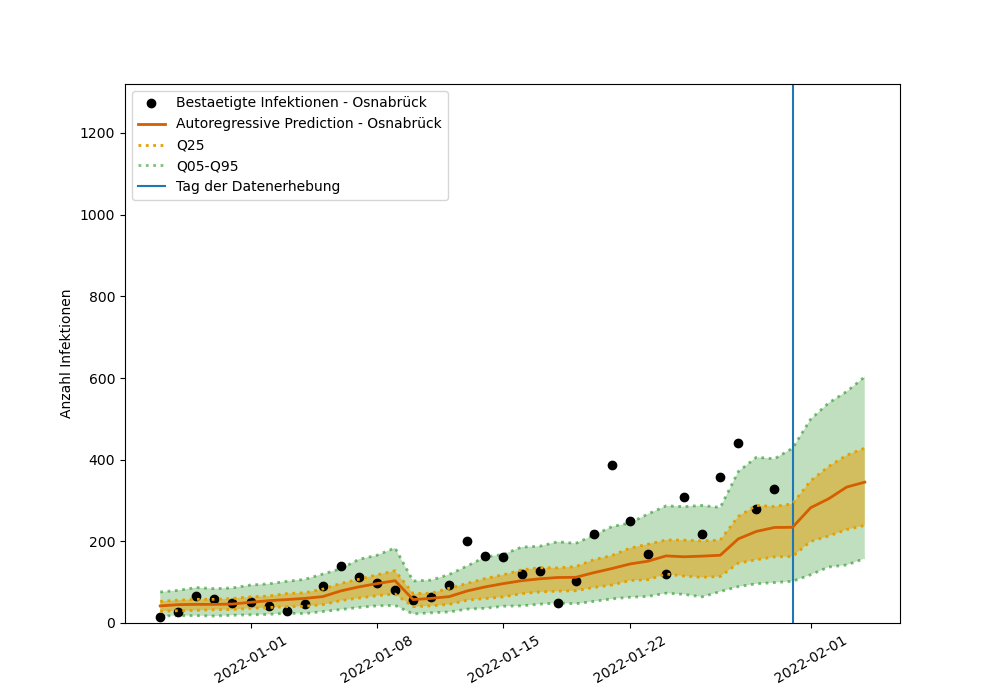 Bestaetigte Infektionen - Osnabrück
Autoregressive Prediction - Osnabrück
Q25
Q05-Q95
Tag der Datenerhebung
Anzahl Infektionen
1200
1000
800
600
400
200
0
2022-01-01
2022-01-08
2022-01-15
2022-01-22
2022-02-01